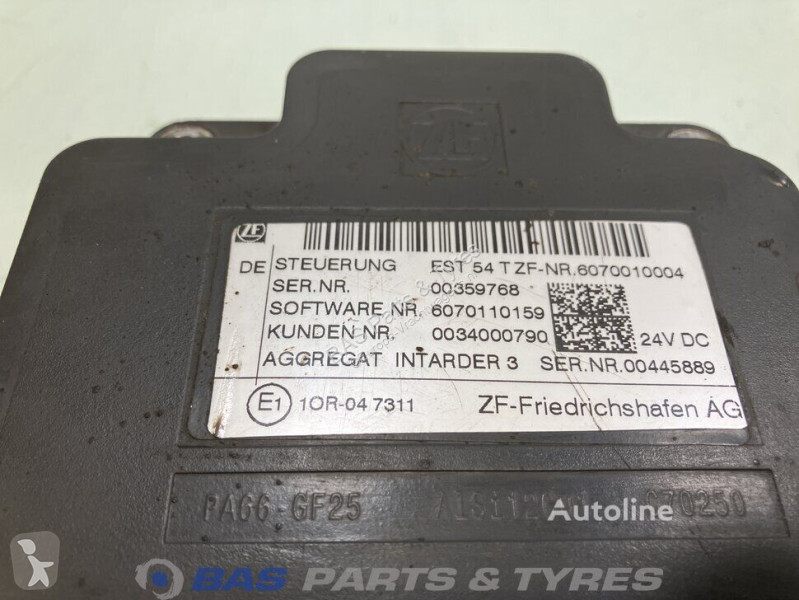 ZF
ZF
DE STEUERUNG EST 54 T ZF-NR.6070010004
SER.NR. 00359768
SOFTWARE NR. 6070110159
KUNDEN NR. 0034000790 24V DC
AGGREGAT INTARDER 3 SER.NR.00445889
E1 10R-04 7311 ZF-Friedrichshafen AG
PA66 GF25
Autoline
BAS PARTS & TYRES